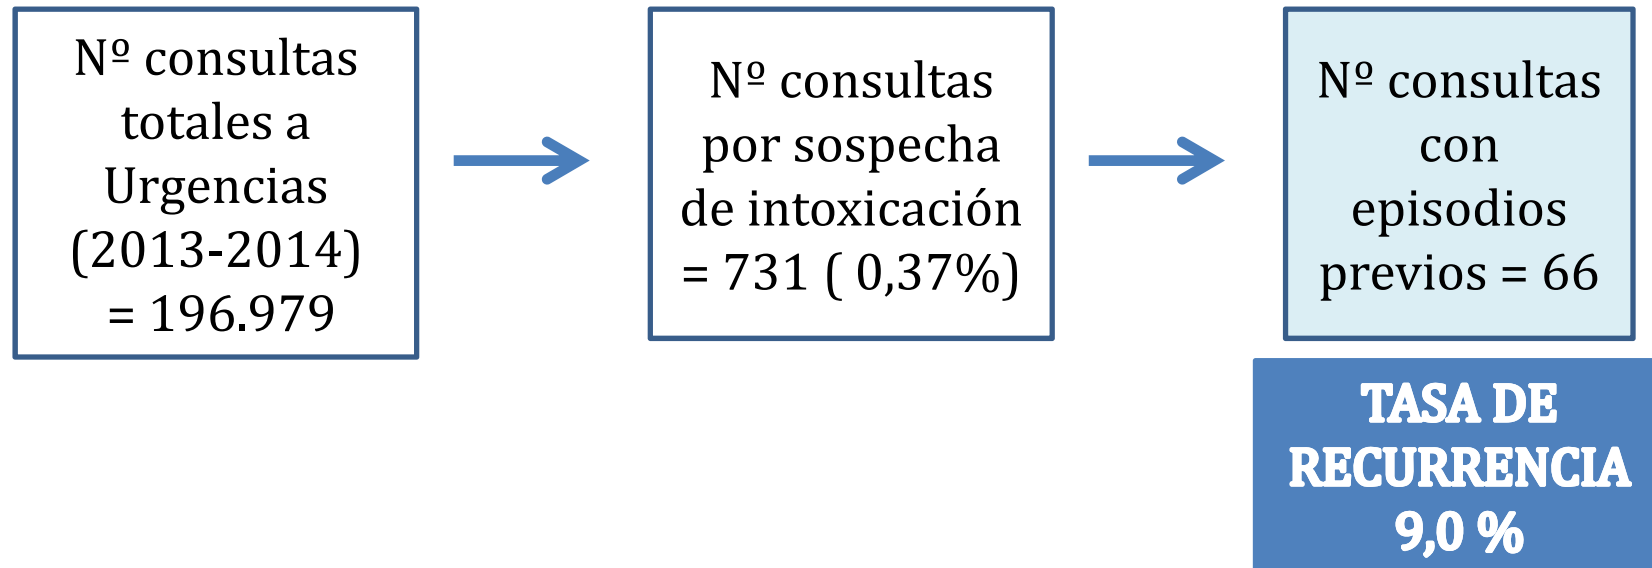 Nº consultas
totales a
Urgencias
(2013-2014)
= 196.979
Nº consultas
por sospecha
de intoxicación
= 731 ( 0,37%)
Nº consultas
con
episodios
previos = 66
TASA DE
RECURRENCIA
9,0 %